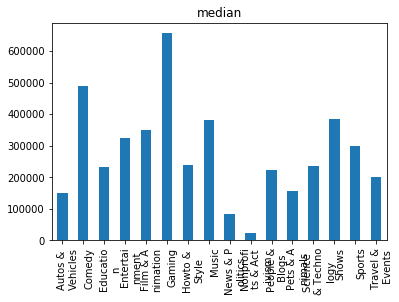 median
600000
500000
400000
300000
200000
100000
0
Autos &
Vehicles
Comedy
Educatio
n
Entertai
nment
Film & A
nimation
Gaming
Howto &
Style
Music
News & P
olitics
Nonprofi
ts & Act
ivism
People &
Blogs
Pets & A
nimals
Science
& Techno
logy
Shows
Sports
Travel &
Events